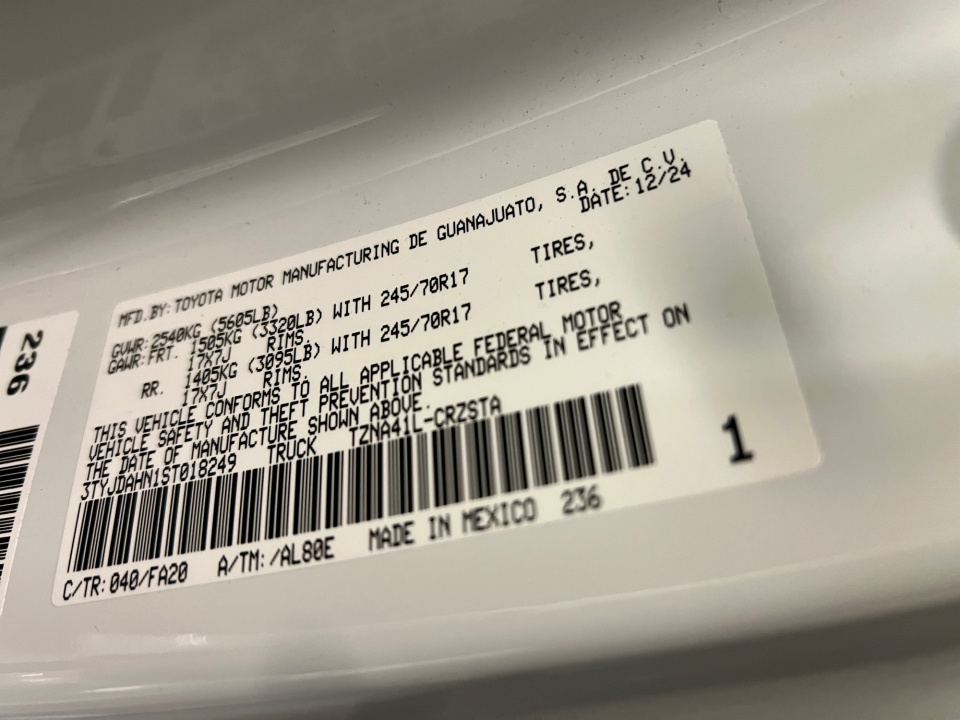 MFD.BY: TOYOTA MOTOR MANUFACTURING DE GUANAJUATO, S.A. DE C.V.
DATE: 12/24
GVWR: 2540KG (5605LB)
GAWR: FRT. 1505KG (3320LB) WITH 245/70R17 TIRES,
17X7J RIMS.
RR. 1405KG (3095LB) WITH 245/70R17 TIRES,
17X7J RIMS.
THIS VEHICLE CONFORMS TO ALL APPLICABLE FEDERAL MOTOR
VEHICLE SAFETY AND THEFT PREVENTION STANDARDS IN EFFECT ON
THE DATE OF MANUFACTURE SHOWN ABOVE.
3TYJDAHN1ST018249 TRUCK TZNA41L-CRZSTA
C/TR: 040/FA20 A/TM: /AL80E MADE IN MEXICO 236
1
236